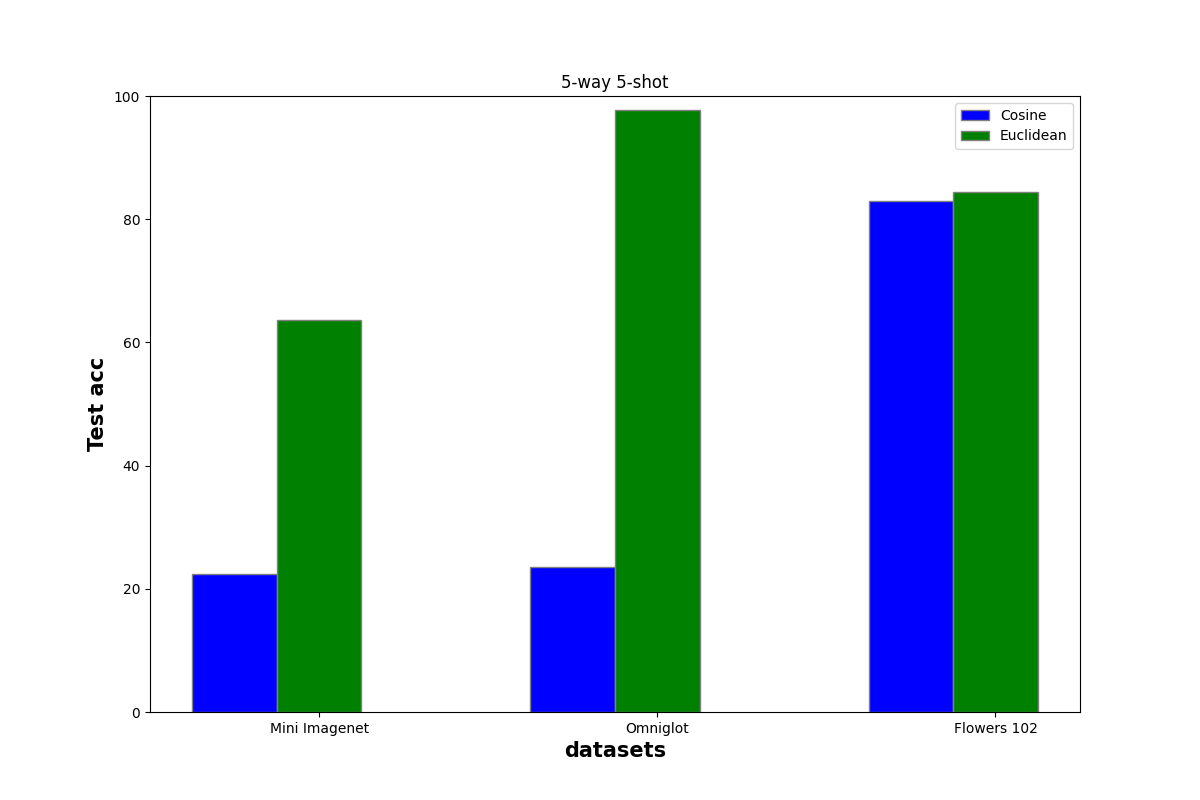 5-way 5-shot
Cosine
Euclidean
100
80
60
40
20
0
Test acc
Mini Imagenet
Omniglot
Flowers 102
datasets